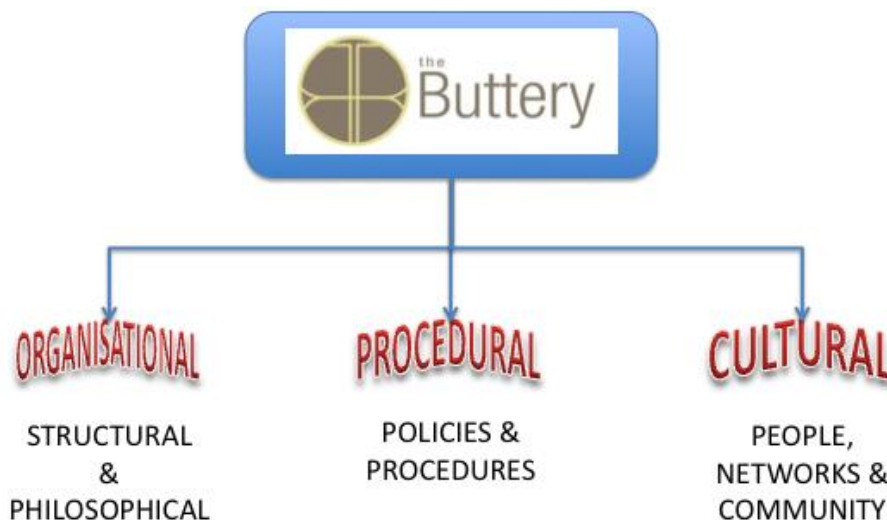 the
Buttery
ORGANISATIONAL
PROCEDURAL
CULTURAL
STRUCTURAL
&
PHILOSOPHICAL
POLICIES &
PROCEDURES
PEOPLE,
NETWORKS &
COMMUNITY